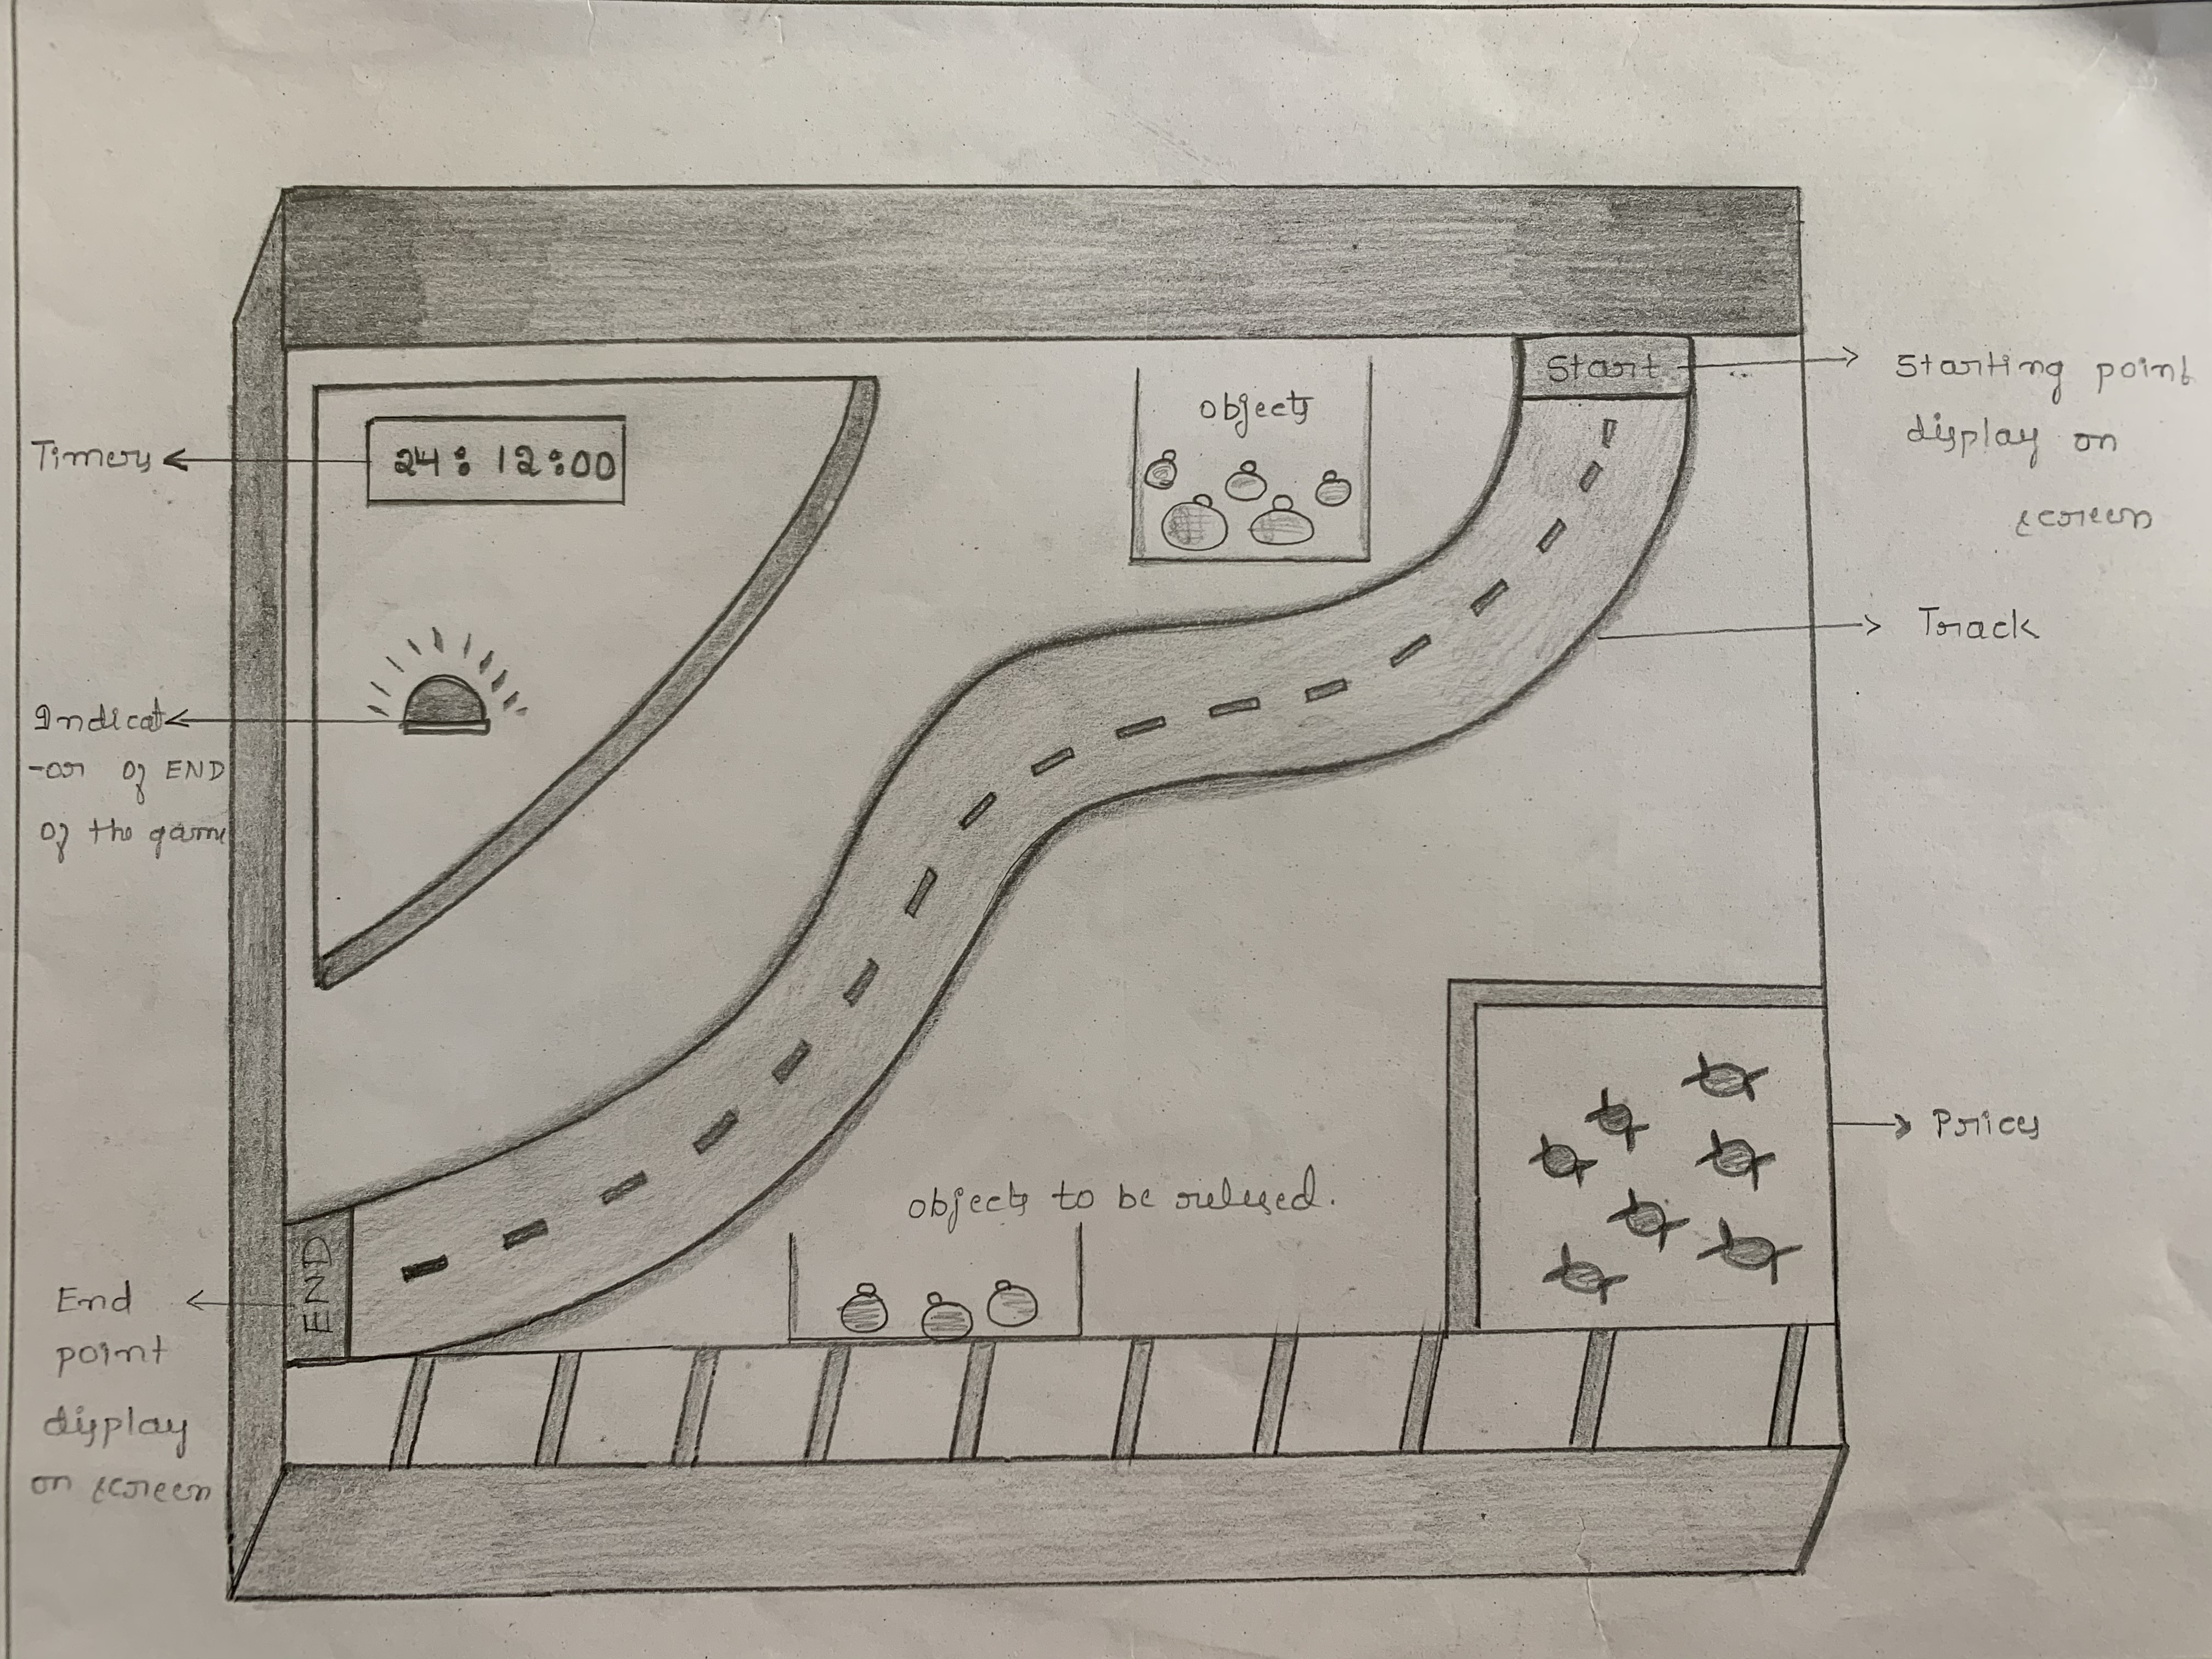 Start
Starting point
display on
screen
objects
Timers
24: 12:00
Track
Indicat
-or of END
of the game
Prices
objects to be relesed.
END
End
point
display
on screen